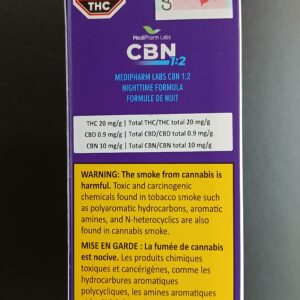 THC
S
MediPharm Labs
CBN
1:2
MEDIPHARM LABS CBN 1:2
NIGHTTIME FORMULA
FORMULE DE NUIT
THC 20 mg/g | Total THC/THC total 20 mg/g
CBD 0.9 mg/g | Total CBD/CBD total 0.9 mg/g
CBN 10 mg/g | Total CBN/CBN total 10 mg/g
WARNING: The smoke from cannabis is
harmful. Toxic and carcinogenic
chemicals found in tobacco smoke such
as polyaromatic hydrocarbons, aromatic
amines, and N-heterocyclics are also
found in cannabis smoke.
MISE EN GARDE : La fumée de cannabis
est nocive. Les produits chimiques
toxiques et cancérigènes, comme les
hydrocarbures aromatiques
polycycliques, les amines aromatiques